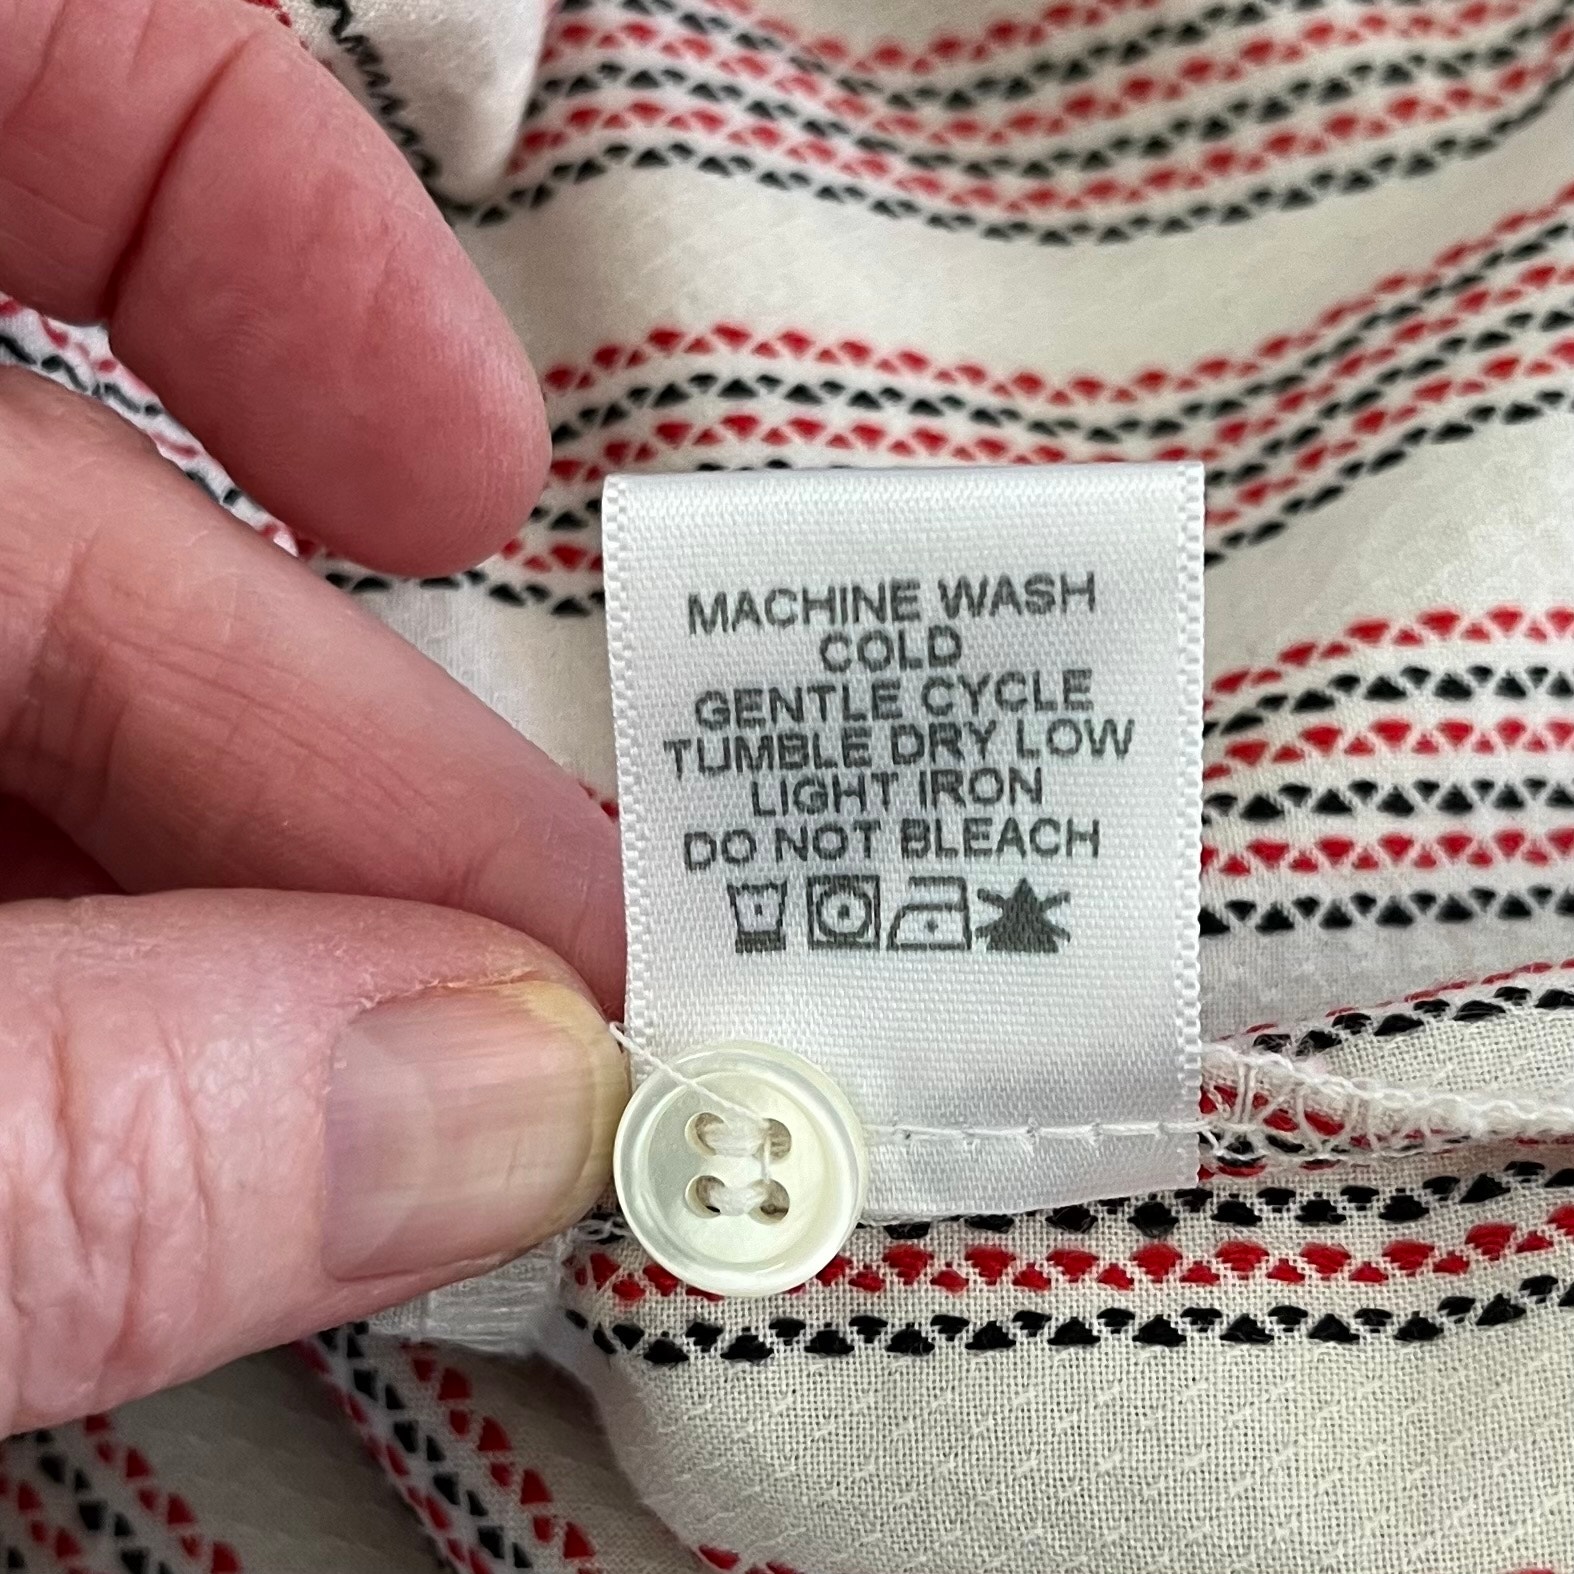 MACHINE WASH
COLD
GENTLE CYCLE
TUMBLE DRY LOW
LIGHT IRON
DO NOT BLEACH